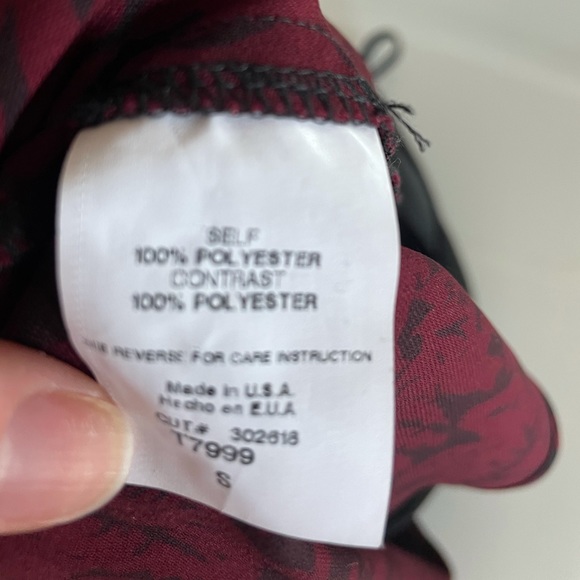 SELF
100% POLYESTER
CONTRAST
100% POLYESTER
REVERSE FOR CARE INSTRUCTION
Made in U.S.A.
Hecho en E.U.A
CUT# 302618
T7999
S